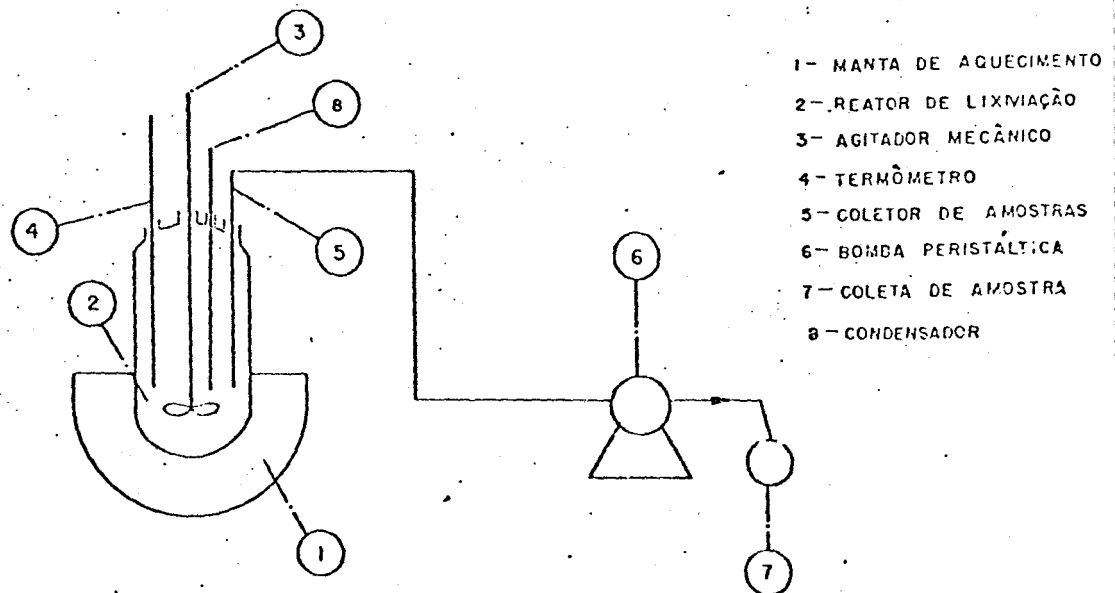 3
8
4
5
2
6
1
7
1 - MANTA DE AQUECIMENTO
2 - REATOR DE LIXIVIAÇÃO
3 - AGITADOR MECÂNICO
4 - TERMÔMETRO
5 - COLETOR DE AMOSTRAS
6 - BOMBA PERISTÁLTICA
7 - COLETA DE AMOSTRA
8 - CONDENSADOR